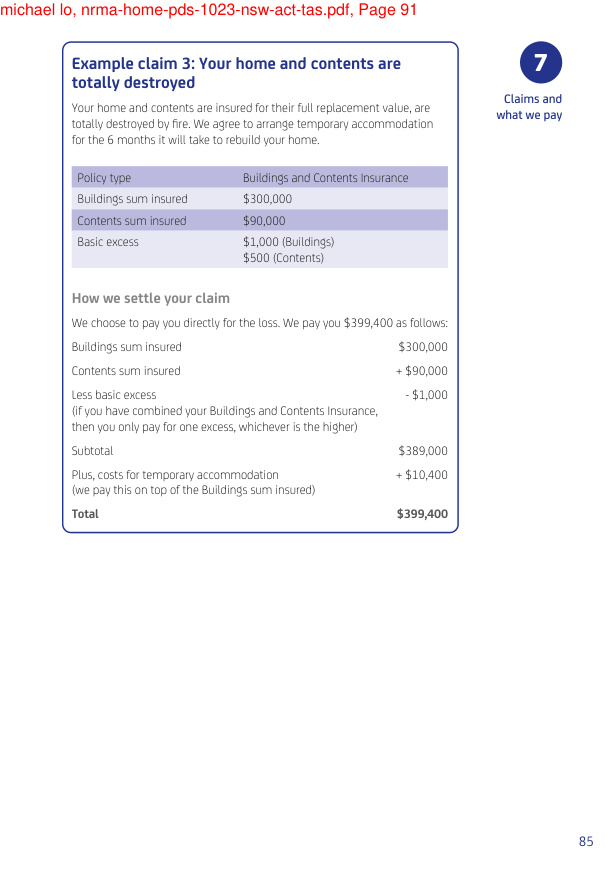 michael lo, nrma-home-pds-1023-nsw-act-tas.pdf, Page 91
7
Claims and
what we pay
Example claim 3: Your home and contents are
totally destroyed
Your home and contents are insured for their full replacement value, are
totally destroyed by fire. We agree to arrange temporary accommodation
for the 6 months it will take to rebuild your home.
Policy type Buildings and Contents Insurance
Buildings sum insured $300,000
Contents sum insured $90,000
Basic excess $1,000 (Buildings)
$500 (Contents)
How we settle your claim
We choose to pay you directly for the loss. We pay you $399,400 as follows:
Buildings sum insured $300,000
Contents sum insured + $90,000
Less basic excess - $1,000
(if you have combined your Buildings and Contents Insurance,
then you only pay for one excess, whichever is the higher)
Subtotal $389,000
Plus, costs for temporary accommodation + $10,400
(we pay this on top of the Buildings sum insured)
Total $399,400
85